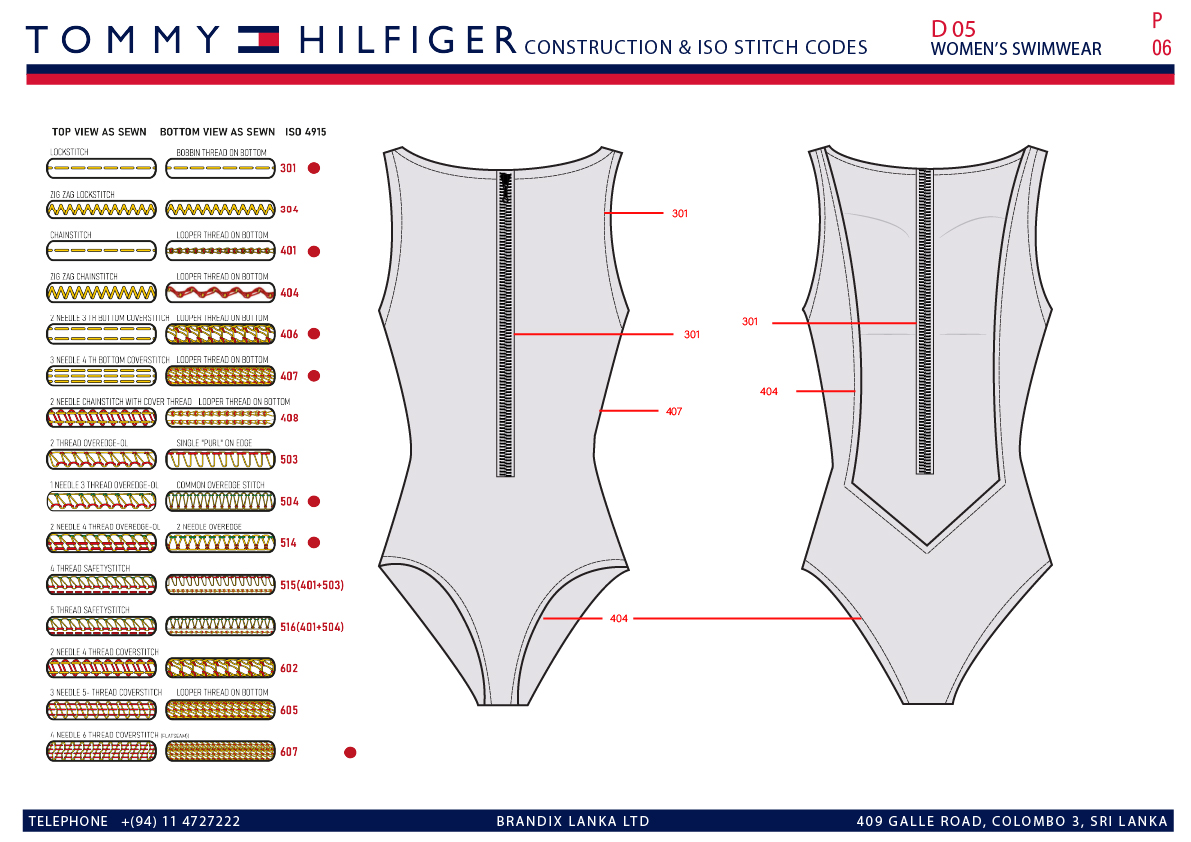 TOMMY HILFIGER CONSTRUCTION & ISO STITCH CODES
D 05
WOMEN'S SWIMWEAR
P
06
TOP VIEW AS SEWN BOTTOM VIEW AS SEWN ISO 4915
LOCKSTITCH BOBBIN THREAD ON BOTTOM
301
ZIG ZAG LOCKSTITCH
304
CHAINSTITCH LOOPER THREAD ON BOTTOM
401
ZIG ZAG CHAINSTITCH LOOPER THREAD ON BOTTOM
404
2 NEEDLE 3 TH BOTTOM COVERSTITCH LOOPER THREAD ON BOTTOM
406
3 NEEDLE 4 TH BOTTOM COVERSTITCH LOOPER THREAD ON BOTTOM
407
2 NEEDLE CHAINSTITCH WITH COVER THREAD LOOPER THREAD ON BOTTOM
408
2 THREAD OVEREDGE-OL SINGLE "PURL" ON EDGE
503
1 NEEDLE 3 THREAD OVEREDGE-OL COMMON OVEREDGE STITCH
504
2 NEEDLE 4 THREAD OVEREDGE-OL 2 NEEDLE OVEREDGE
514
4 THREAD SAFETYSTITCH
515(401+503)
5 THREAD SAFETYSTITCH
516(401+504)
2 NEEDLE 4 THREAD COVERSTITCH
602
3 NEEDLE 5- THREAD COVERSTITCH LOOPER THREAD ON BOTTOM
605
4 NEEDLE 6 THREAD COVERSTITCH (FLATSEAM)
607
301
301
407
404
301
404
TELEPHONE +(94) 11 4727222 BRANDIX LANKA LTD 409 GALLE ROAD, COLOMBO 3, SRI LANKA